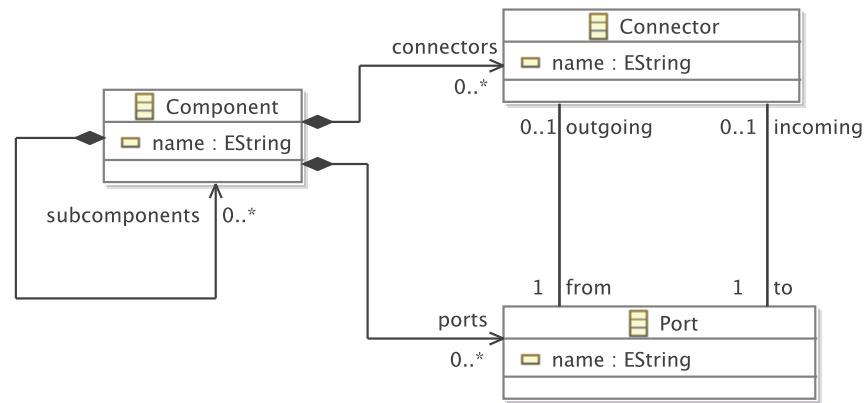 Connector
connectors
name : EString
0..*
Component
name : EString
0..1 outgoing
0..1 incoming
subcomponents 0..*
1 from
1 to
ports
Port
0..*
name : EString